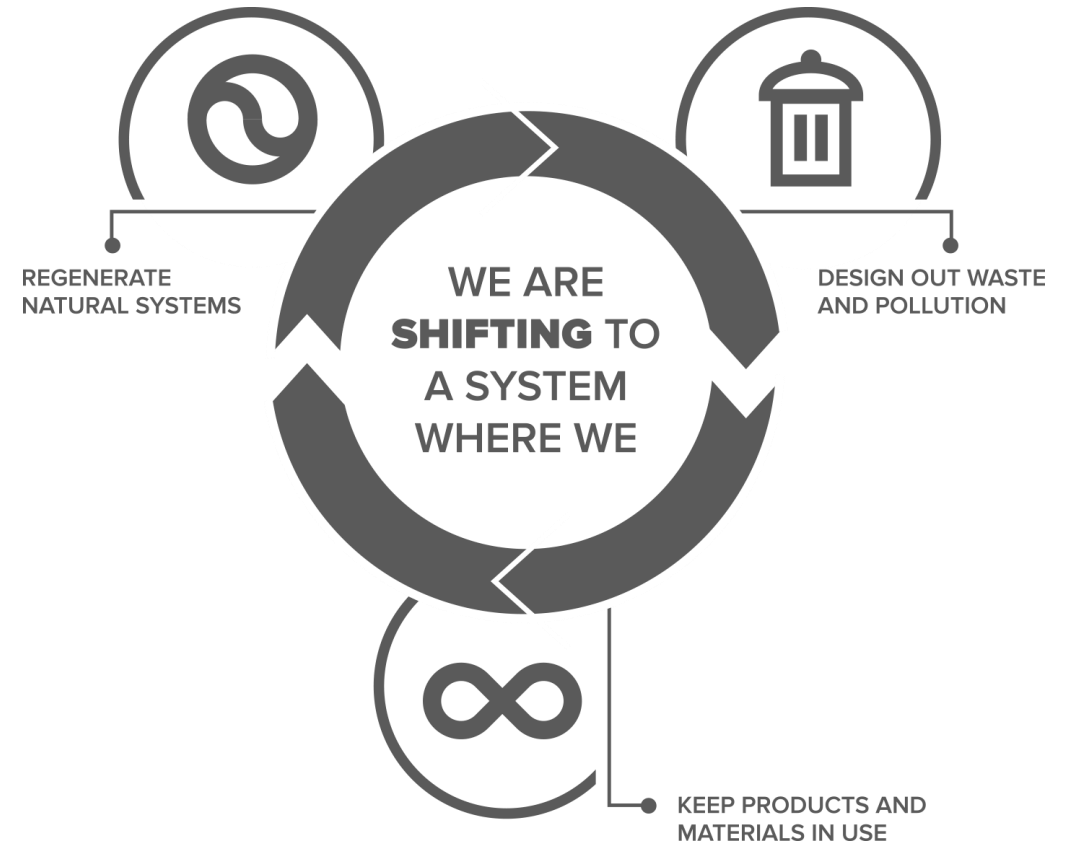 WE ARE
SHIFTING TO
A SYSTEM
WHERE WE
REGENERATE
NATURAL SYSTEMS
DESIGN OUT WASTE
AND POLLUTION
KEEP PRODUCTS AND
MATERIALS IN USE